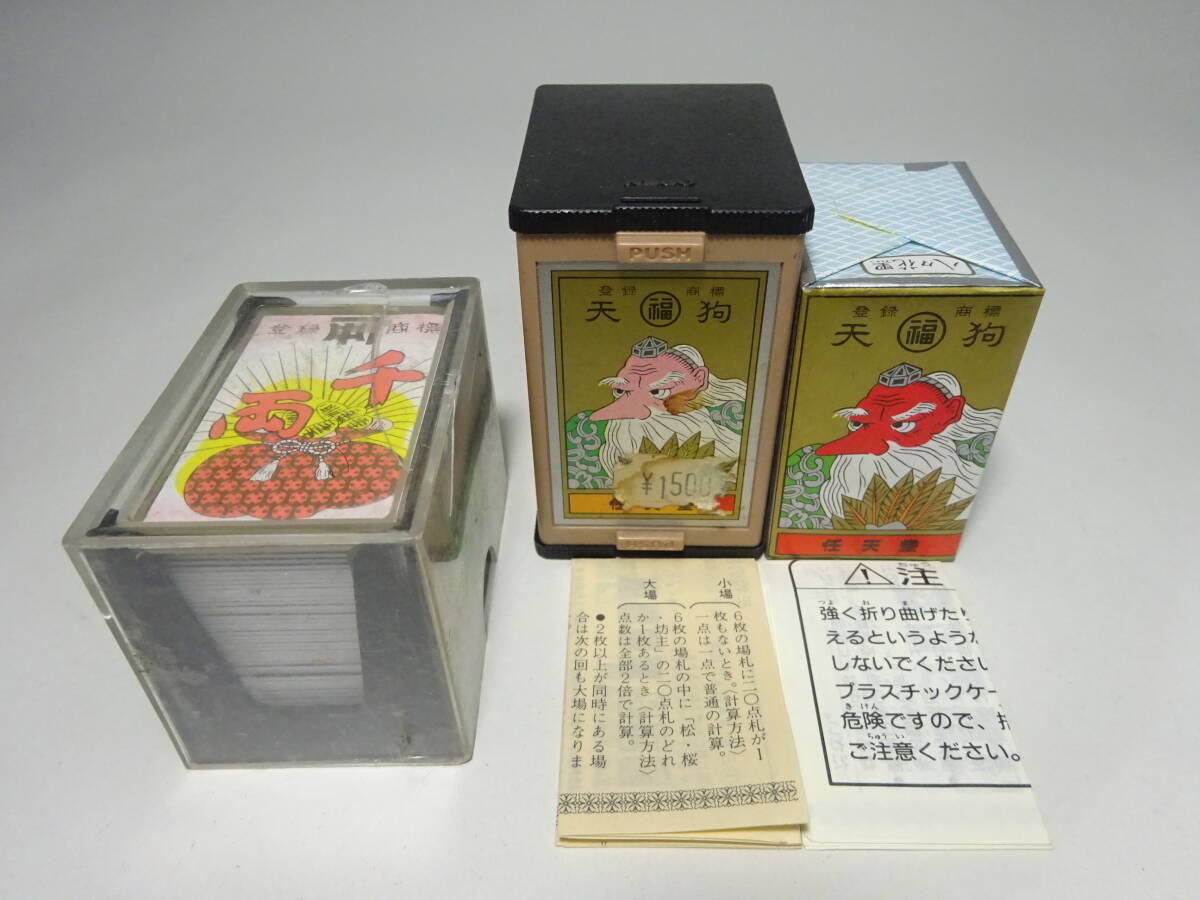 登録 商標
千
両
PUSH
登録 商標
天 福 狗
¥1500
八々花黒
登録 商標
天 福 狗
任天堂
小場
6枚の場札に二〇点札が1
枚もないとき。〈計算方法〉
一点は一点で普通の計算。
大場
6枚の場札の中に「松・桜
・坊主」の二〇点札のどれ
か1枚あるとき〈計算方法〉
点数は全部2倍で計算。
●2枚以上が同時にある場
合は次の回も大場になりま
⚠注
強く折り曲げたり
えるというような
しないでください
プラスチックケー
危険ですので、
ご注意ください。